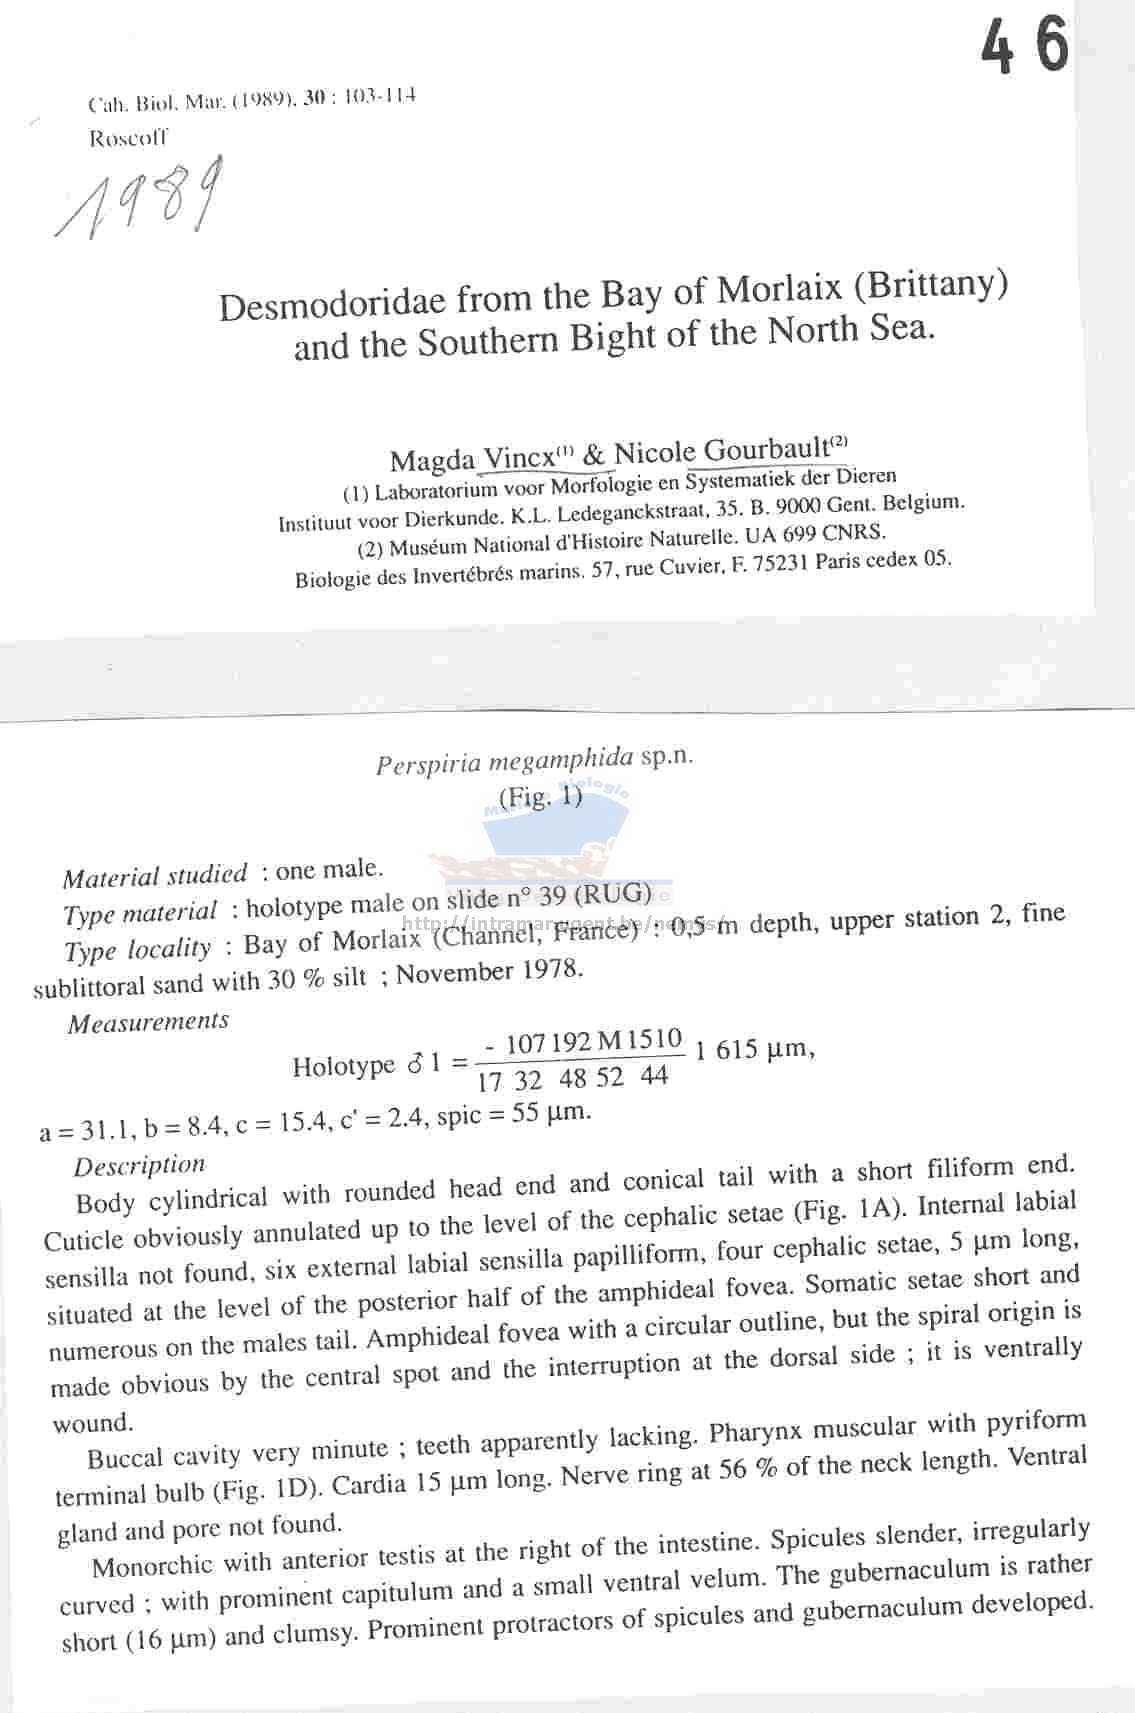 46
Cah. Biol. Mar. (1989), 30 : 103-114
Roscoff
1989
Desmodoridae from the Bay of Morlaix (Brittany)
and the Southern Bight of the North Sea.
Magda Vincx(1) & Nicole Gourbault(2)
(1) Laboratorium voor Morfologie en Systematiek der Dieren
Instituut voor Dierkunde. K.L. Ledeganckstraat, 35. B. 9000 Gent. Belgium.
(2) Muséum National d'Histoire Naturelle. UA 699 CNRS.
Biologie des Invertébrés marins. 57, rue Cuvier, F. 75231 Paris cedex 05.
Perspiria megamphida sp.n.
(Fig. 1)
Material studied : one male.
Type material : holotype male on slide n° 39 (RUG)
Type locality : Bay of Morlaix (Channel, France) : 0,5 m depth, upper station 2, fine
sublittoral sand with 30 % silt ; November 1978.
Measurements
Holotype ♂ 1 = - 107 192 M 1510 1 615 µm,
17 32 48 52 44
a = 31.1, b = 8.4, c = 15.4, c' = 2.4, spic = 55 µm.
Description
Body cylindrical with rounded head end and conical tail with a short filiform end.
Cuticle obviously annulated up to the level of the cephalic setae (Fig. 1A). Internal labial
sensilla not found, six external labial sensilla papilliform, four cephalic setae, 5 µm long,
situated at the level of the posterior half of the amphideal fovea. Somatic setae short and
numerous on the males tail. Amphideal fovea with a circular outline, but the spiral origin is
made obvious by the central spot and the interruption at the dorsal side ; it is ventrally
wound.
Buccal cavity very minute ; teeth apparently lacking. Pharynx muscular with pyriform
terminal bulb (Fig. 1D). Cardia 15 µm long. Nerve ring at 56 % of the neck length. Ventral
gland and pore not found.
Monorchic with anterior testis at the right of the intestine. Spicules slender, irregularly
curved ; with prominent capitulum and a small ventral velum. The gubernaculum is rather
short (16 µm) and clumsy. Prominent protractors of spicules and gubernaculum developed.